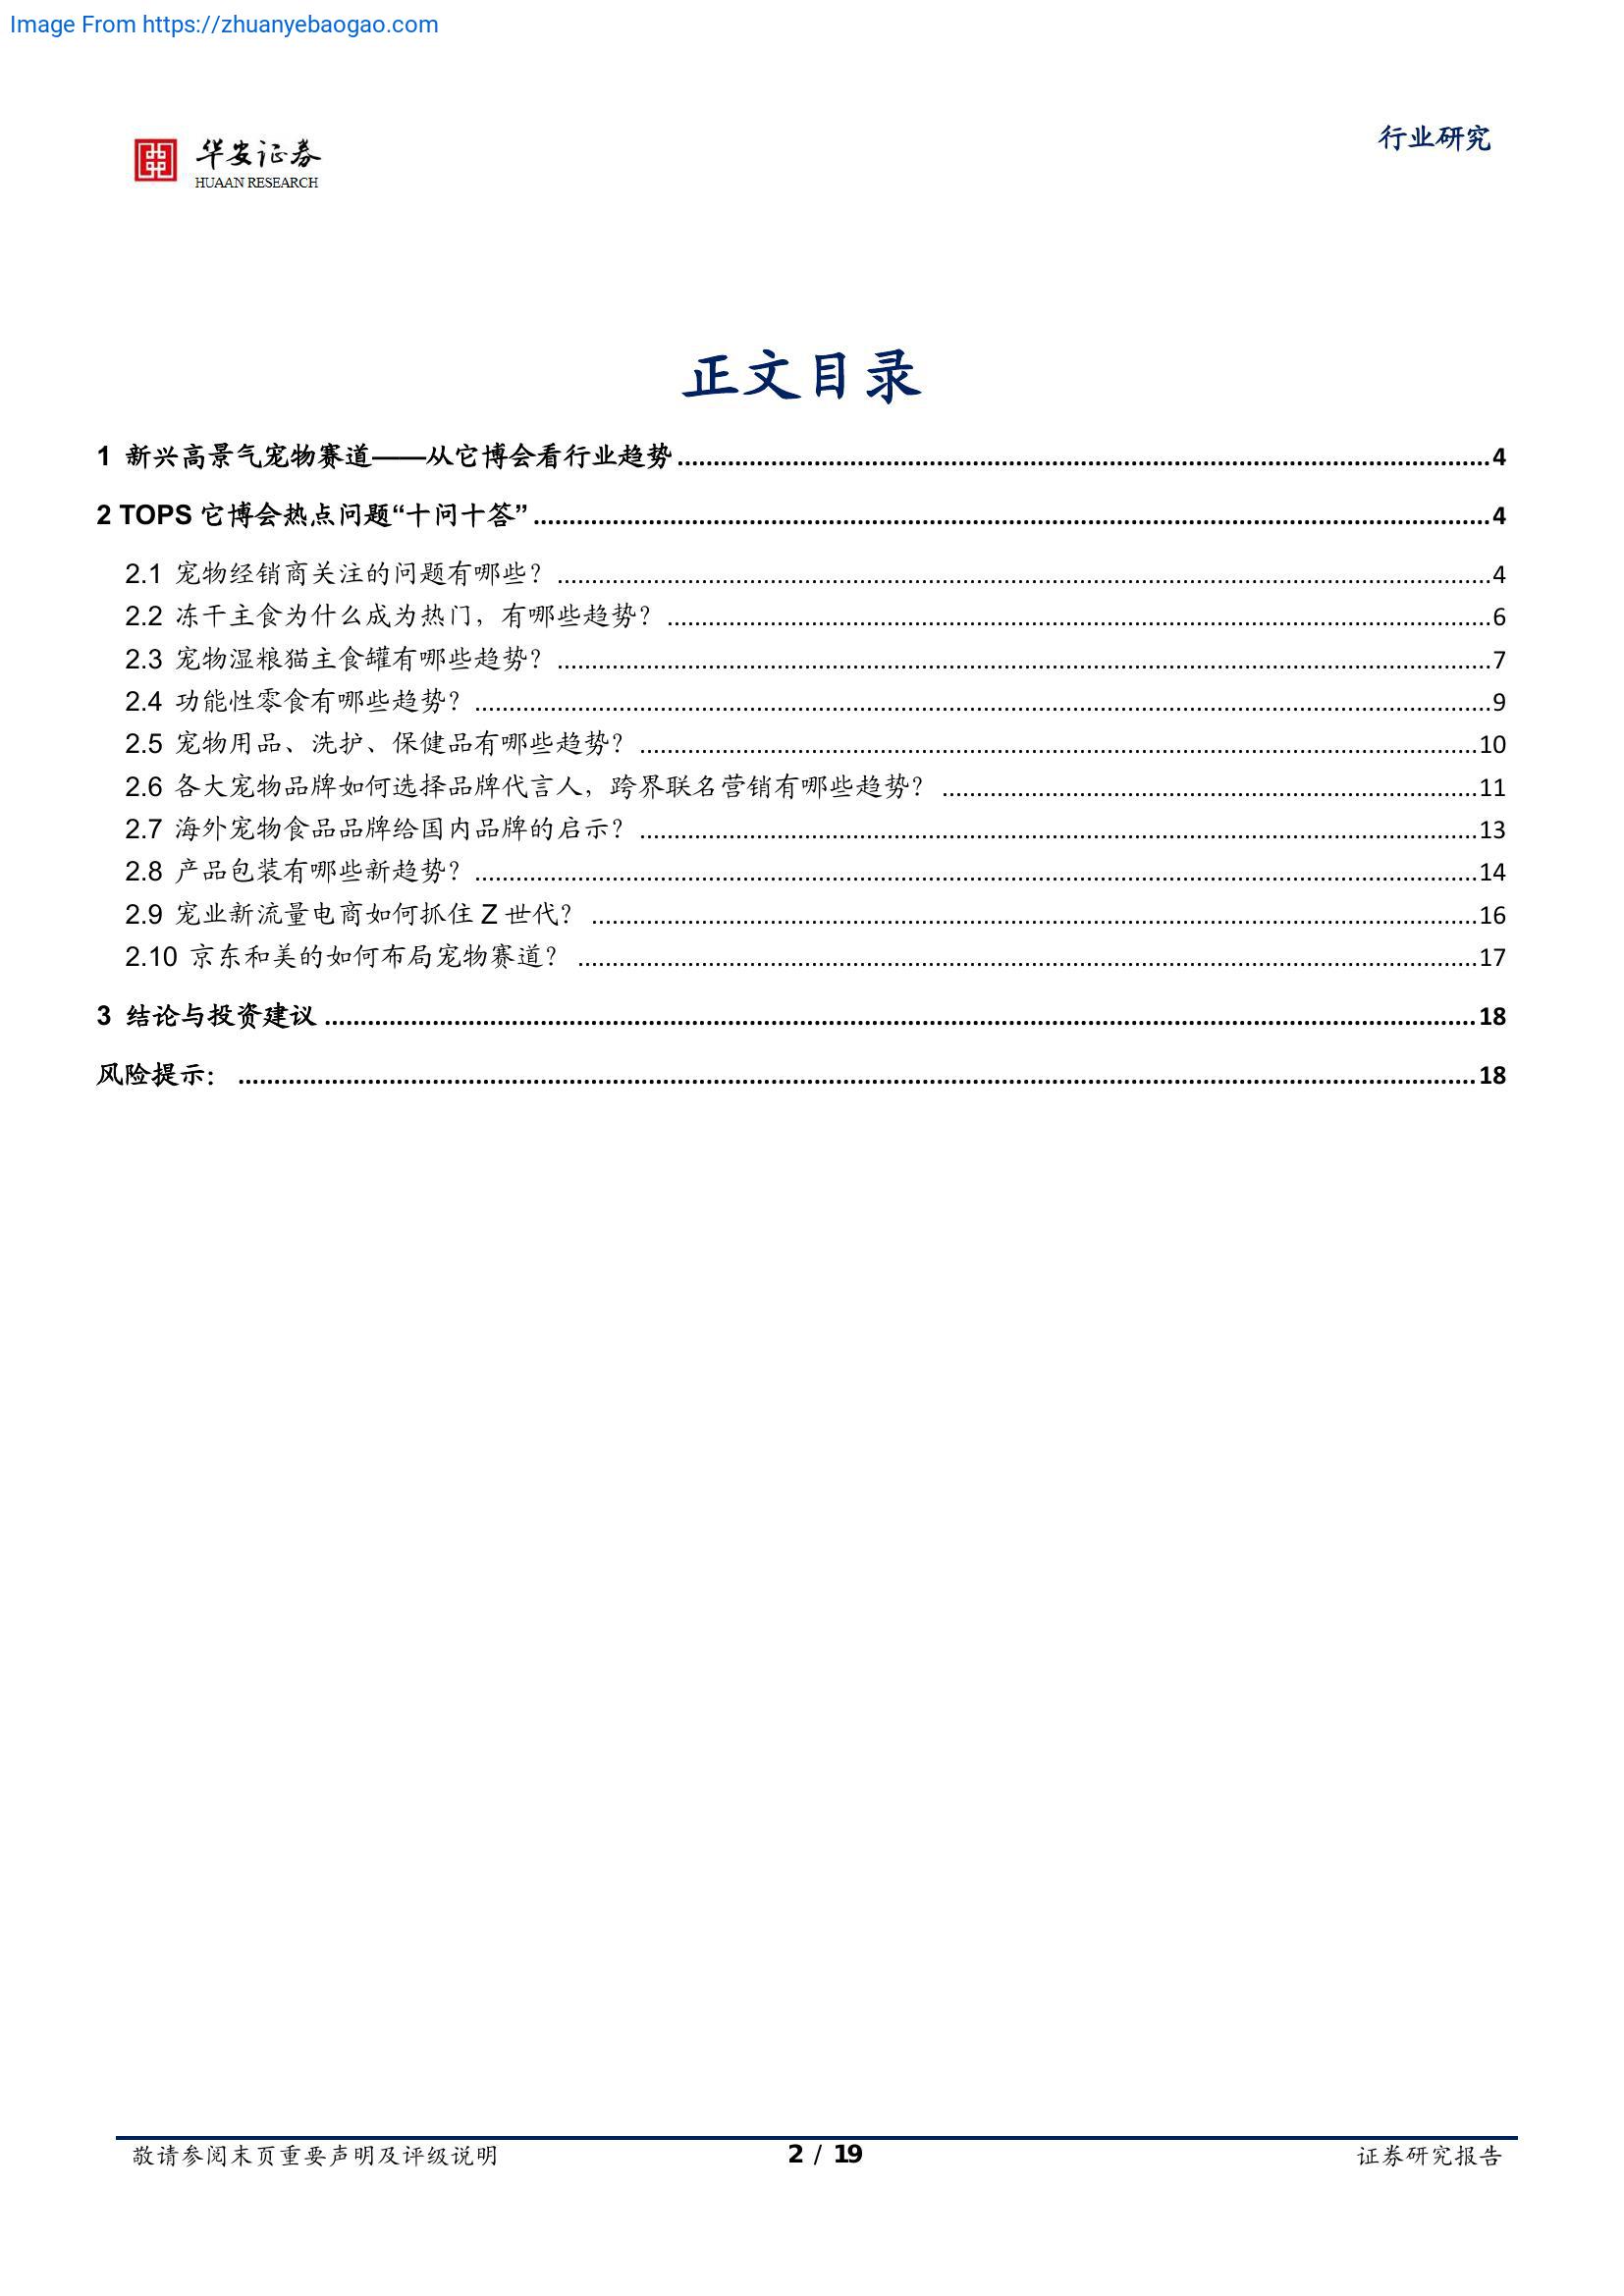 Image From https://zhuanyebaogao.com
华安证券
HUAAN RESEARCH
行业研究
正文目录
1 新兴高景气宠物赛道——从它博会看行业趋势........................................4
2 TOPS 它博会热点问题“十问十答”........................................4
2.1 宠物经销商关注的问题有哪些?........................................4
2.2 冻干主食为什么成为热门，有哪些趋势?........................................6
2.3 宠物湿粮猫主食罐有哪些趋势?........................................7
2.4 功能性零食有哪些趋势?........................................9
2.5 宠物用品、洗护、保健品有哪些趋势?........................................10
2.6 各大宠物品牌如何选择品牌代言人，跨界联名营销有哪些趋势?........................................11
2.7 海外宠物食品品牌给国内品牌的启示?........................................13
2.8 产品包装有哪些新趋势?........................................14
2.9 宠业新流量电商如何抓住 Z 世代?........................................16
2.10 京东和美的如何布局宠物赛道?........................................17
3 结论与投资建议........................................18
风险提示：........................................18
敬请参阅末页重要声明及评级说明
2 / 19
证券研究报告